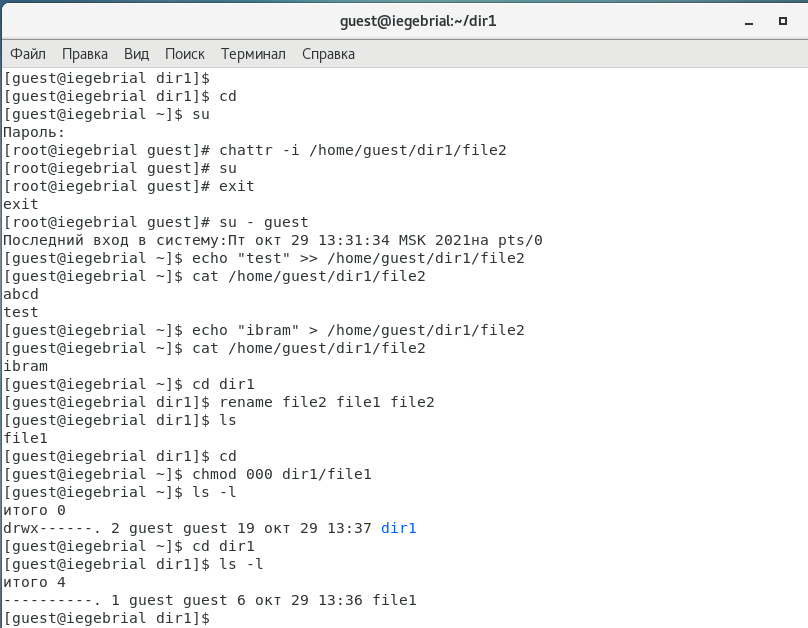 guest@iegebrial:~/dir1
Файл Правка Вид Поиск Терминал Справка
[guest@iegebrial dir1]$
[guest@iegebrial dir1]$ cd
[guest@iegebrial ~]$ su
Пароль:
[root@iegebrial guest]# chattr -i /home/guest/dir1/file2
[root@iegebrial guest]# su
[root@iegebrial guest]# exit
exit
[root@iegebrial guest]# su - guest
Последний вход в систему:Пт окт 29 13:31:34 MSK 2021на pts/0
[guest@iegebrial ~]$ echo "test" >> /home/guest/dir1/file2
[guest@iegebrial ~]$ cat /home/guest/dir1/file2
abcd
test
[guest@iegebrial ~]$ echo "ibram" > /home/guest/dir1/file2
[guest@iegebrial ~]$ cat /home/guest/dir1/file2
ibram
[guest@iegebrial ~]$ cd dir1
[guest@iegebrial dir1]$ rename file2 file1 file2
[guest@iegebrial dir1]$ ls
file1
[guest@iegebrial dir1]$ cd
[guest@iegebrial ~]$ chmod 000 dir1/file1
[guest@iegebrial ~]$ ls -l
итого 0
drwx------. 2 guest guest 19 окт 29 13:37 dir1
[guest@iegebrial ~]$ cd dir1
[guest@iegebrial dir1]$ ls -l
итого 4
----------. 1 guest guest 6 окт 29 13:36 file1
[guest@iegebrial dir1]$